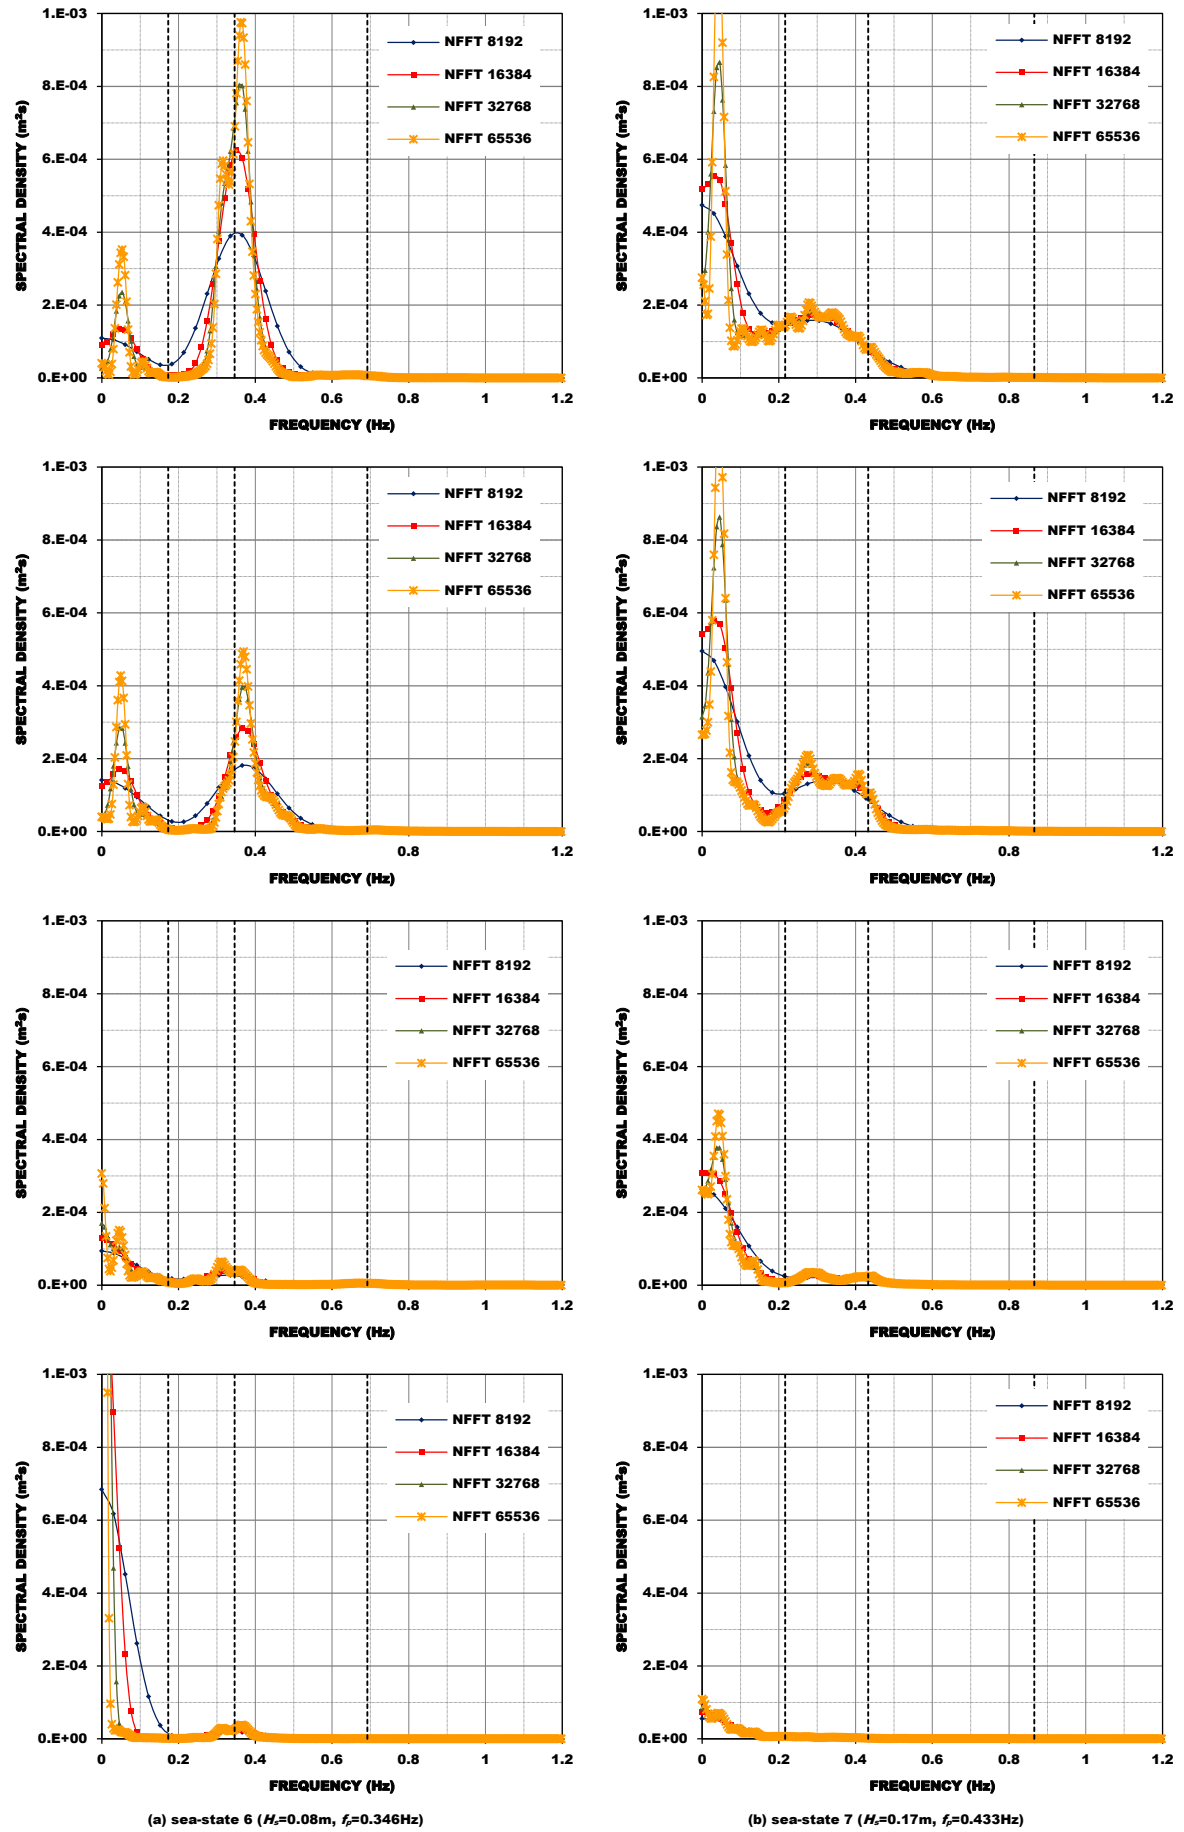 SPECTRAL DENSITY (m²s)
1.E-03
8.E-04
6.E-04
4.E-04
2.E-04
0.E+00
NFFT 8192
NFFT 16384
NFFT 32768
NFFT 65536
0 0.2 0.4 0.6 0.8 1 1.2
FREQUENCY (Hz)
SPECTRAL DENSITY (m²s)
1.E-03
8.E-04
6.E-04
4.E-04
2.E-04
0.E+00
NFFT 8192
NFFT 16384
NFFT 32768
NFFT 65536
0 0.2 0.4 0.6 0.8 1 1.2
FREQUENCY (Hz)
SPECTRAL DENSITY (m²s)
1.E-03
8.E-04
6.E-04
4.E-04
2.E-04
0.E+00
NFFT 8192
NFFT 16384
NFFT 32768
NFFT 65536
0 0.2 0.4 0.6 0.8 1 1.2
FREQUENCY (Hz)
SPECTRAL DENSITY (m²s)
1.E-03
8.E-04
6.E-04
4.E-04
2.E-04
0.E+00
NFFT 8192
NFFT 16384
NFFT 32768
NFFT 65536
0 0.2 0.4 0.6 0.8 1 1.2
FREQUENCY (Hz)
SPECTRAL DENSITY (m²s)
1.E-03
8.E-04
6.E-04
4.E-04
2.E-04
0.E+00
NFFT 8192
NFFT 16384
NFFT 32768
NFFT 65536
0 0.2 0.4 0.6 0.8 1 1.2
FREQUENCY (Hz)
SPECTRAL DENSITY (m²s)
1.E-03
8.E-04
6.E-04
4.E-04
2.E-04
0.E+00
NFFT 8192
NFFT 16384
NFFT 32768
NFFT 65536
0 0.2 0.4 0.6 0.8 1 1.2
FREQUENCY (Hz)
SPECTRAL DENSITY (m²s)
1.E-03
8.E-04
6.E-04
4.E-04
2.E-04
0.E+00
NFFT 8192
NFFT 16384
NFFT 32768
NFFT 65536
0 0.2 0.4 0.6 0.8 1 1.2
FREQUENCY (Hz)
SPECTRAL DENSITY (m²s)
1.E-03
8.E-04
6.E-04
4.E-04
2.E-04
0.E+00
NFFT 8192
NFFT 16384
NFFT 32768
NFFT 65536
0 0.2 0.4 0.6 0.8 1 1.2
FREQUENCY (Hz)
(a) sea-state 6 (Hs=0.08m, fp=0.346Hz)
(b) sea-state 7 (Hs=0.17m, fp=0.433Hz)